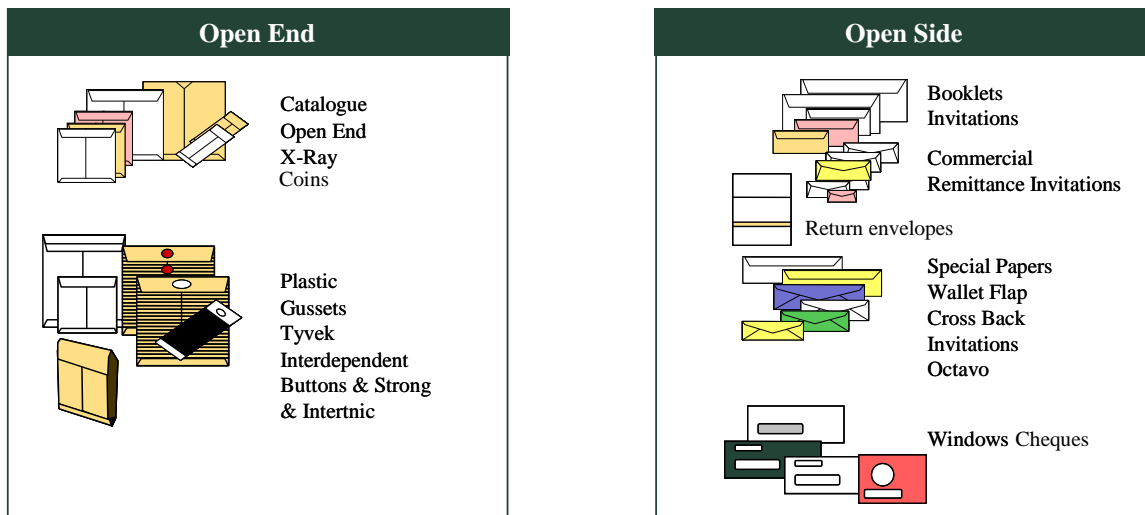 Open End
Catalogue
Open End
X-Ray
Coins
Plastic
Gussets
Tyvek
Interdependent
Buttons & Strong
& Intertnic
Open Side
Booklets
Invitations
Commercial
Remittance Invitations
Return envelopes
Special Papers
Wallet Flap
Cross Back
Invitations
Octavo
Windows Cheques